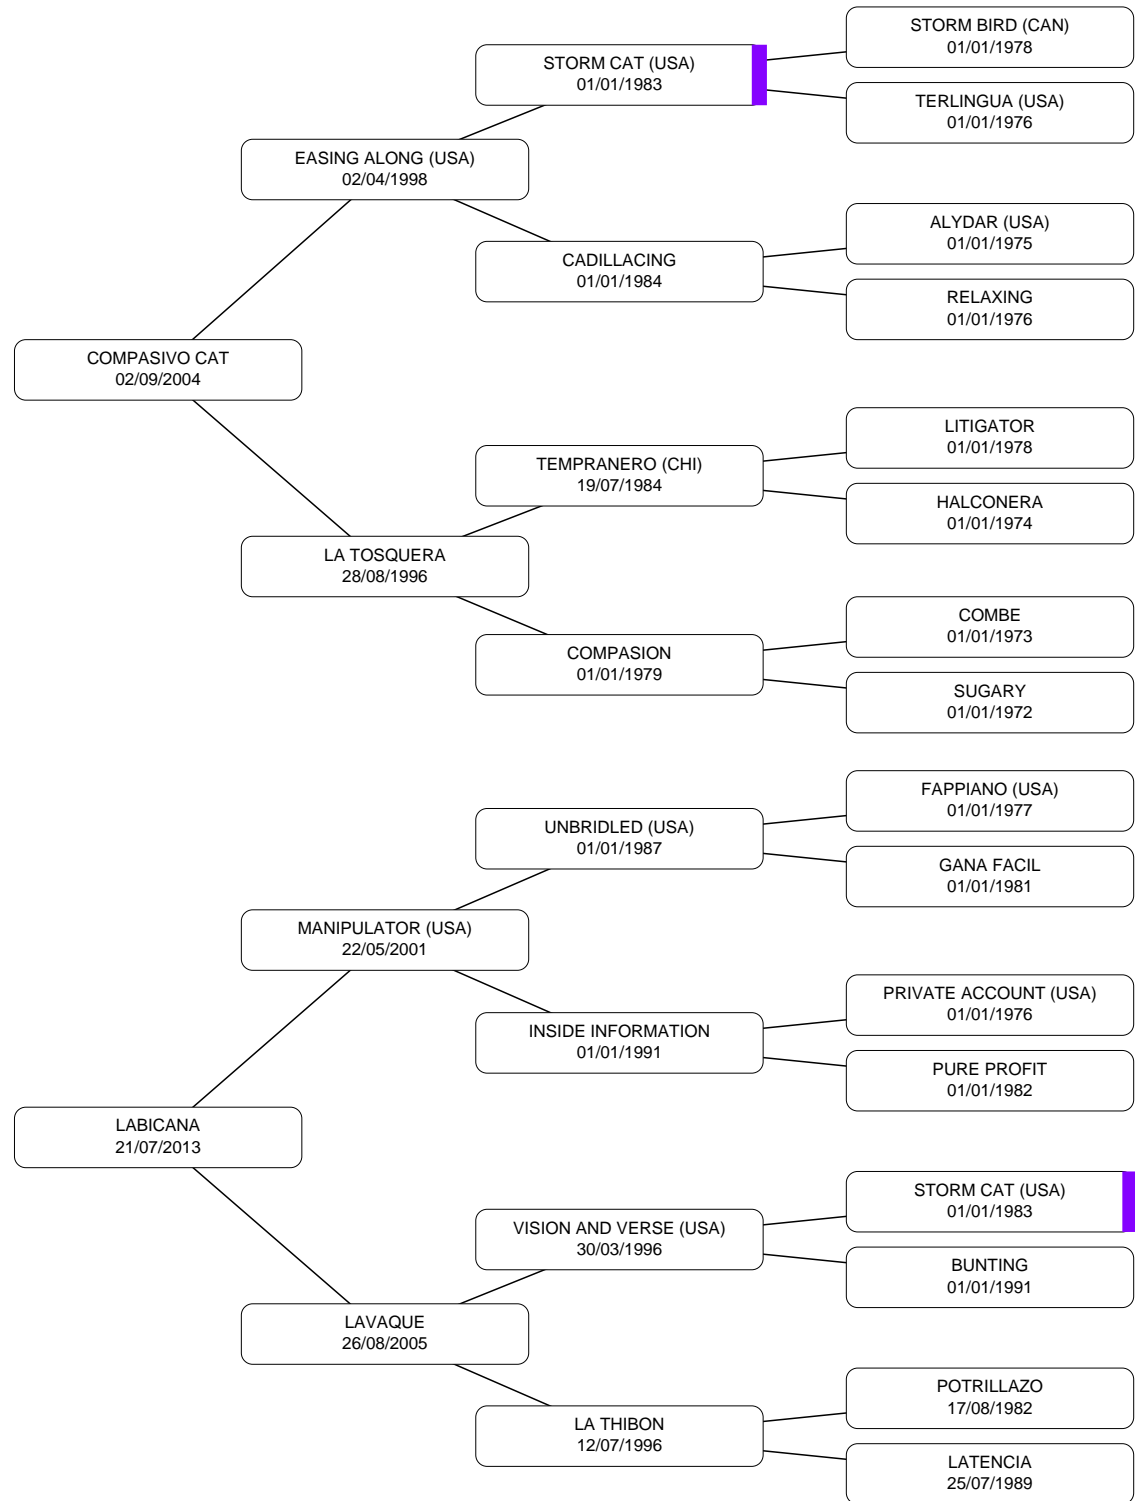 STORM BIRD (CAN)
01/01/1978
STORM CAT (USA)
01/01/1983
TERLINGUA (USA)
01/01/1976
EASING ALONG (USA)
02/04/1998
ALYDAR (USA)
01/01/1975
CADILLACING
01/01/1984
RELAXING
01/01/1976
COMPASIVO CAT
02/09/2004
LITIGATOR
01/01/1978
TEMPRANERO (CHI)
19/07/1984
HALCONERA
01/01/1974
LA TOSQUERA
28/08/1996
COMBE
01/01/1973
COMPASION
01/01/1979
SUGARY
01/01/1972
FAPPIANO (USA)
01/01/1977
UNBRIDLED (USA)
01/01/1987
GANA FACIL
01/01/1981
MANIPULATOR (USA)
22/05/2001
PRIVATE ACCOUNT (USA)
01/01/1976
INSIDE INFORMATION
01/01/1991
PURE PROFIT
01/01/1982
LABICANA
21/07/2013
STORM CAT (USA)
01/01/1983
VISION AND VERSE (USA)
30/03/1996
BUNTING
01/01/1991
LAVAQUE
26/08/2005
POTRILLAZO
17/08/1982
LA THIBON
12/07/1996
LATENCIA
25/07/1989